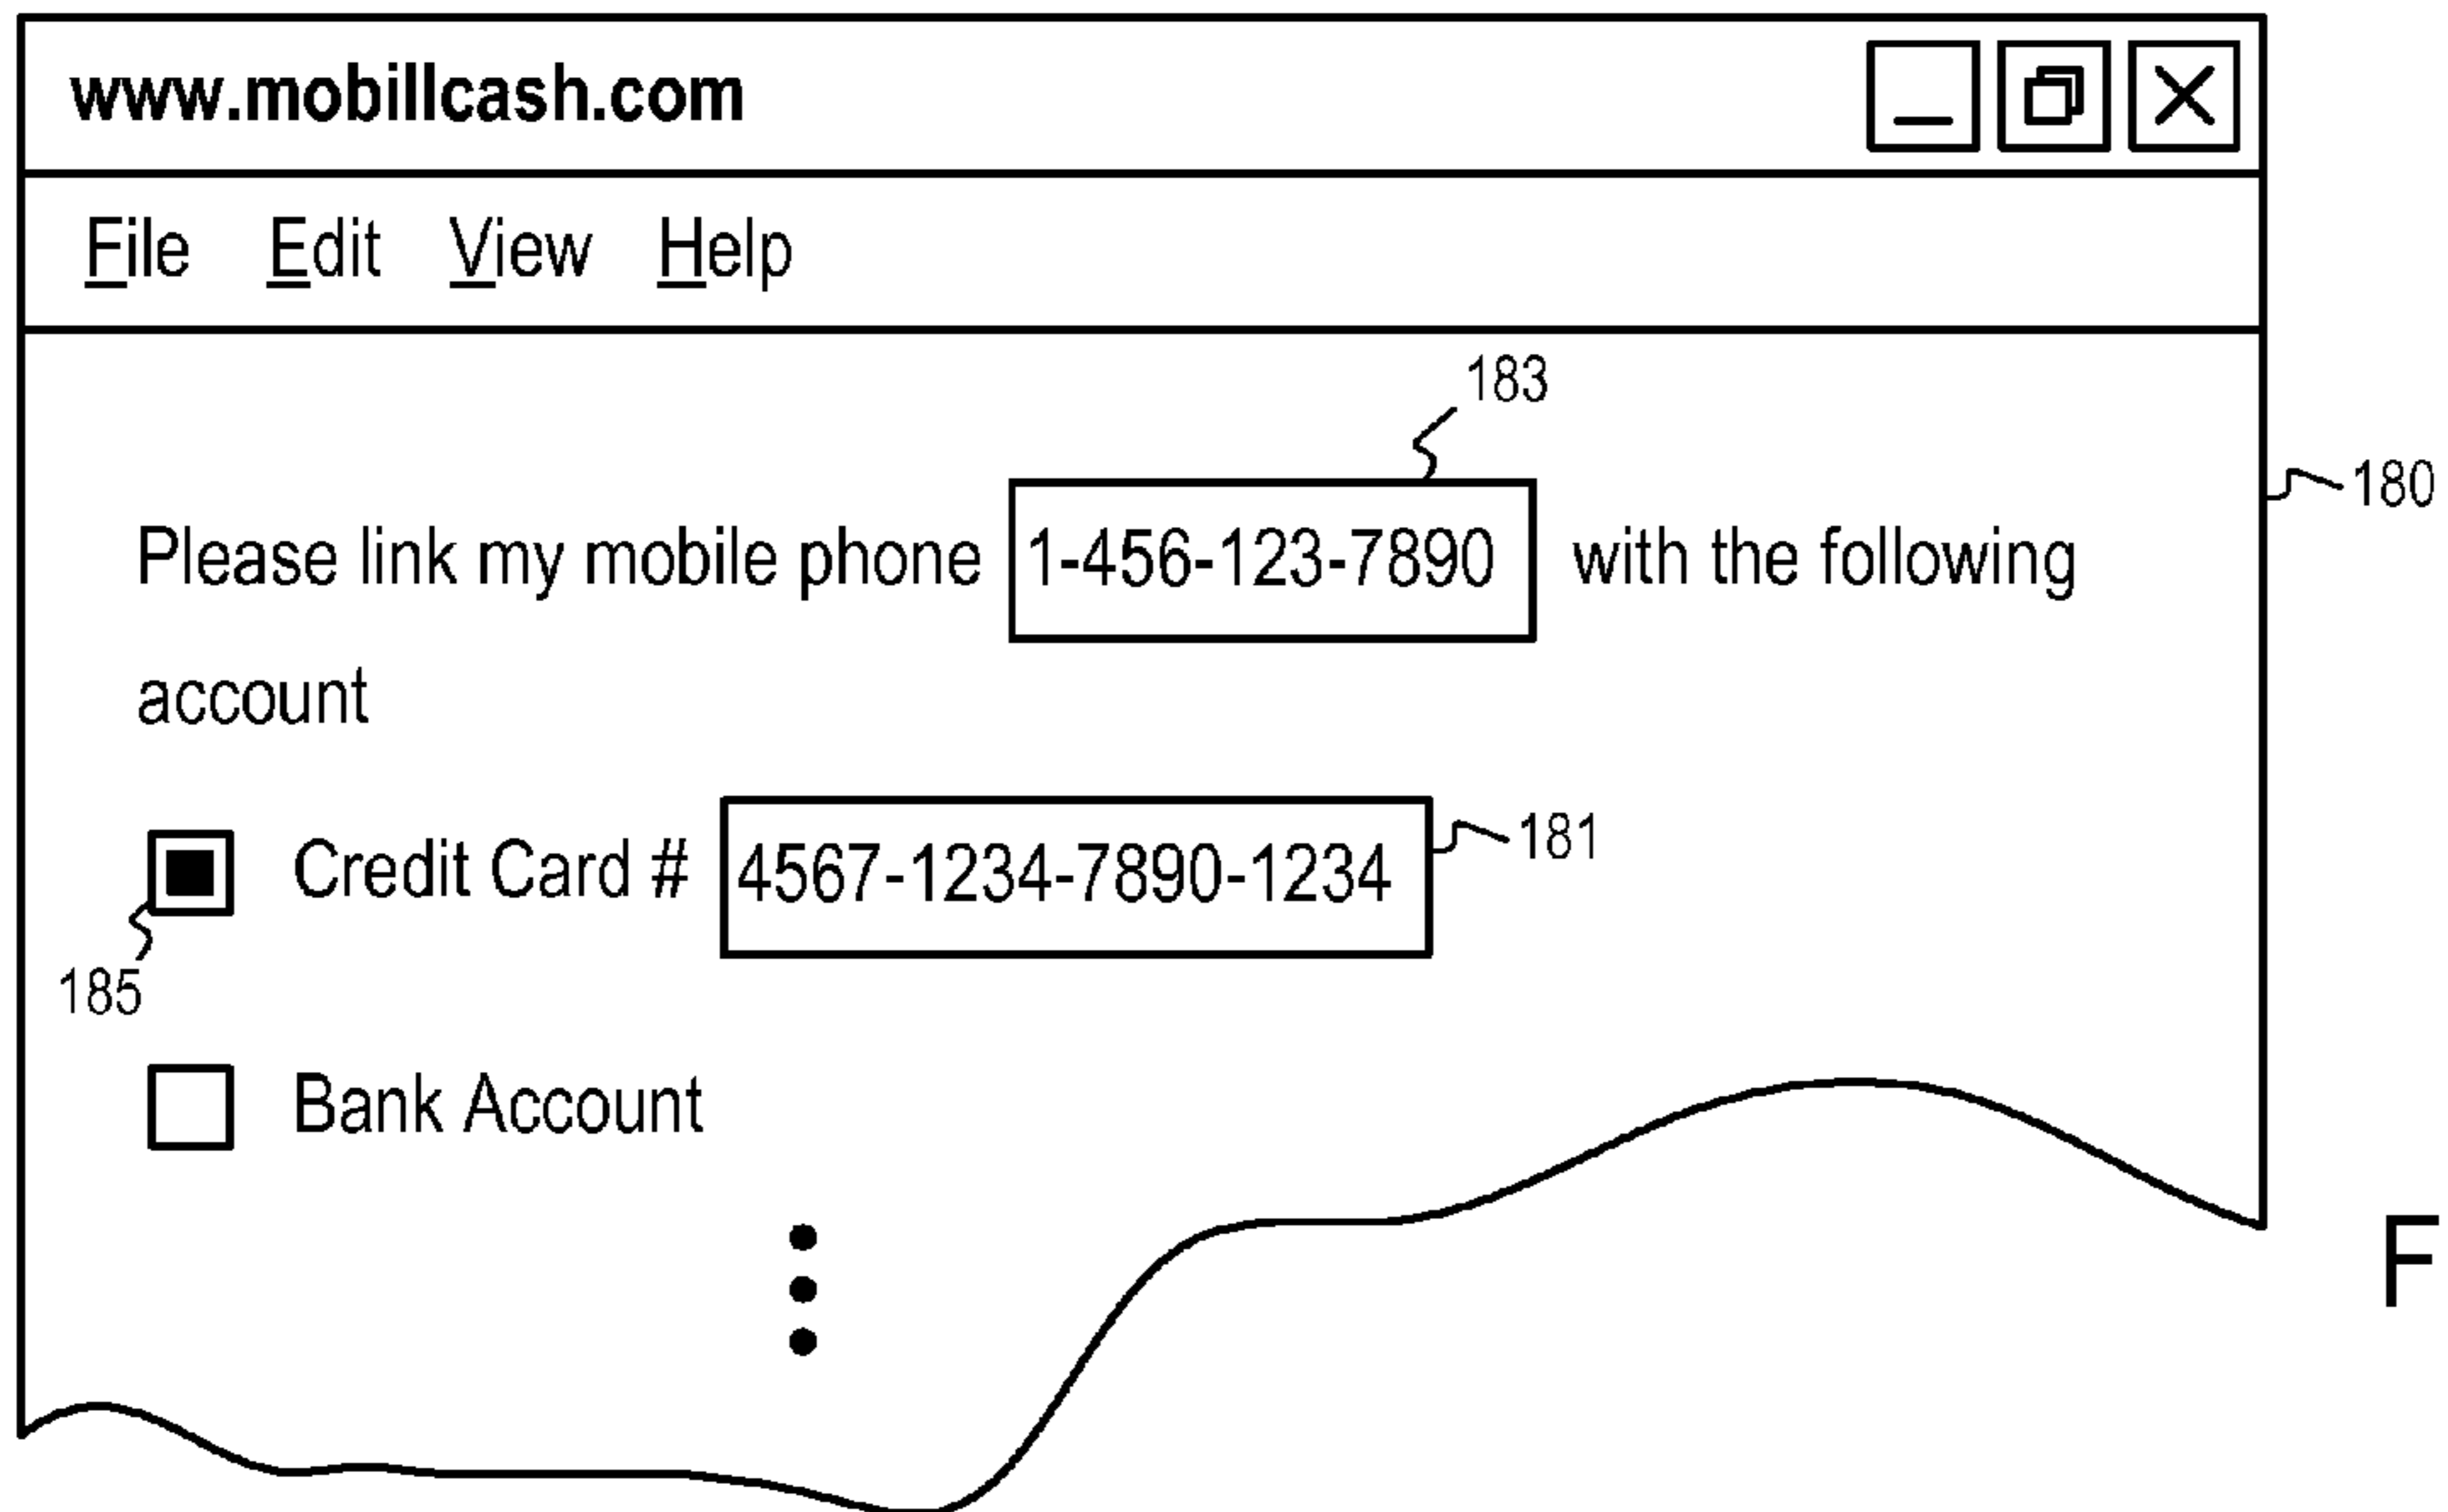 www.mobillcash.com
File Edit View Help
183
180
Please link my mobile phone 1-456-123-7890 with the following
account
Credit Card # 4567-1234-7890-1234 181
185
Bank Account
F